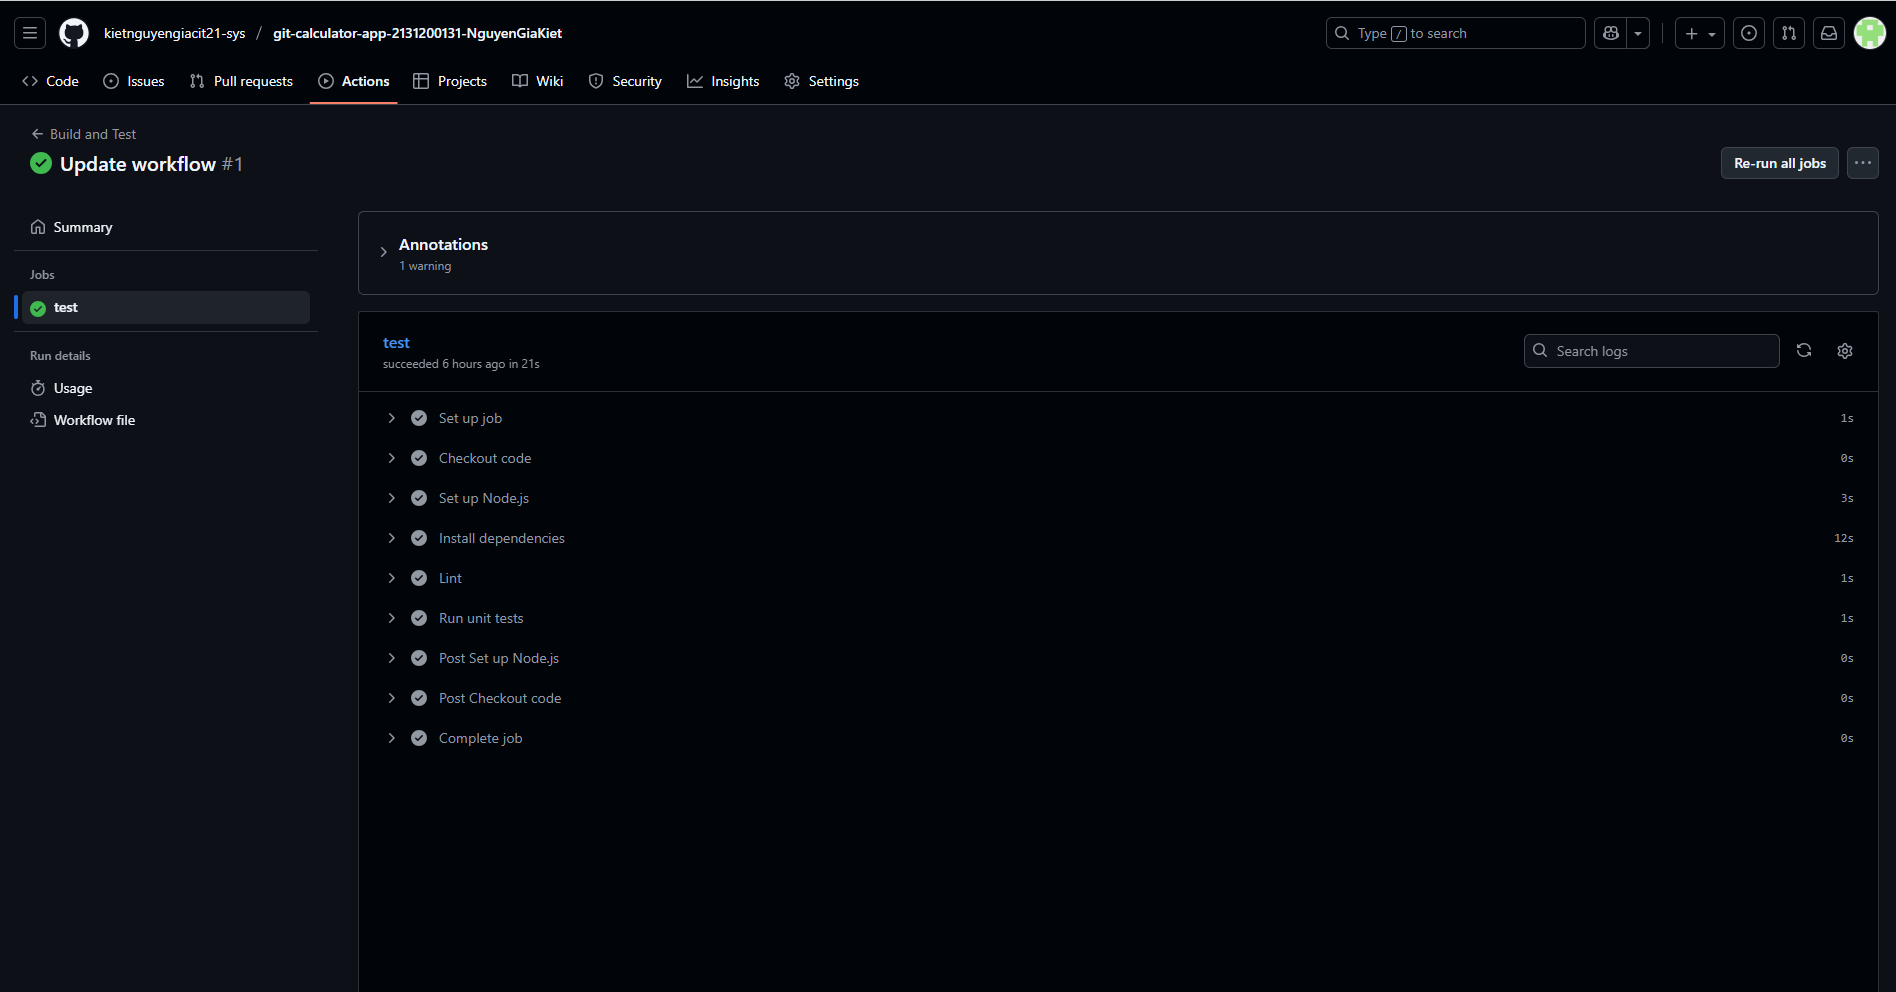 kietnguyengiacit21-sys / git-calculator-app-2131200131-NguyenGiaKiet
Type / to search
Code Issues Pull requests Actions Projects Wiki Security Insights Settings
Build and Test
Update workflow #1
Re-run all jobs
Summary
Jobs
test
Run details
Usage
Workflow file
Annotations
1 warning
test
succeeded 6 hours ago in 21s
Search logs
Set up job 1s
Checkout code 0s
Set up Node.js 3s
Install dependencies 12s
Lint 1s
Run unit tests 1s
Post Set up Node.js 0s
Post Checkout code 0s
Complete job 0s